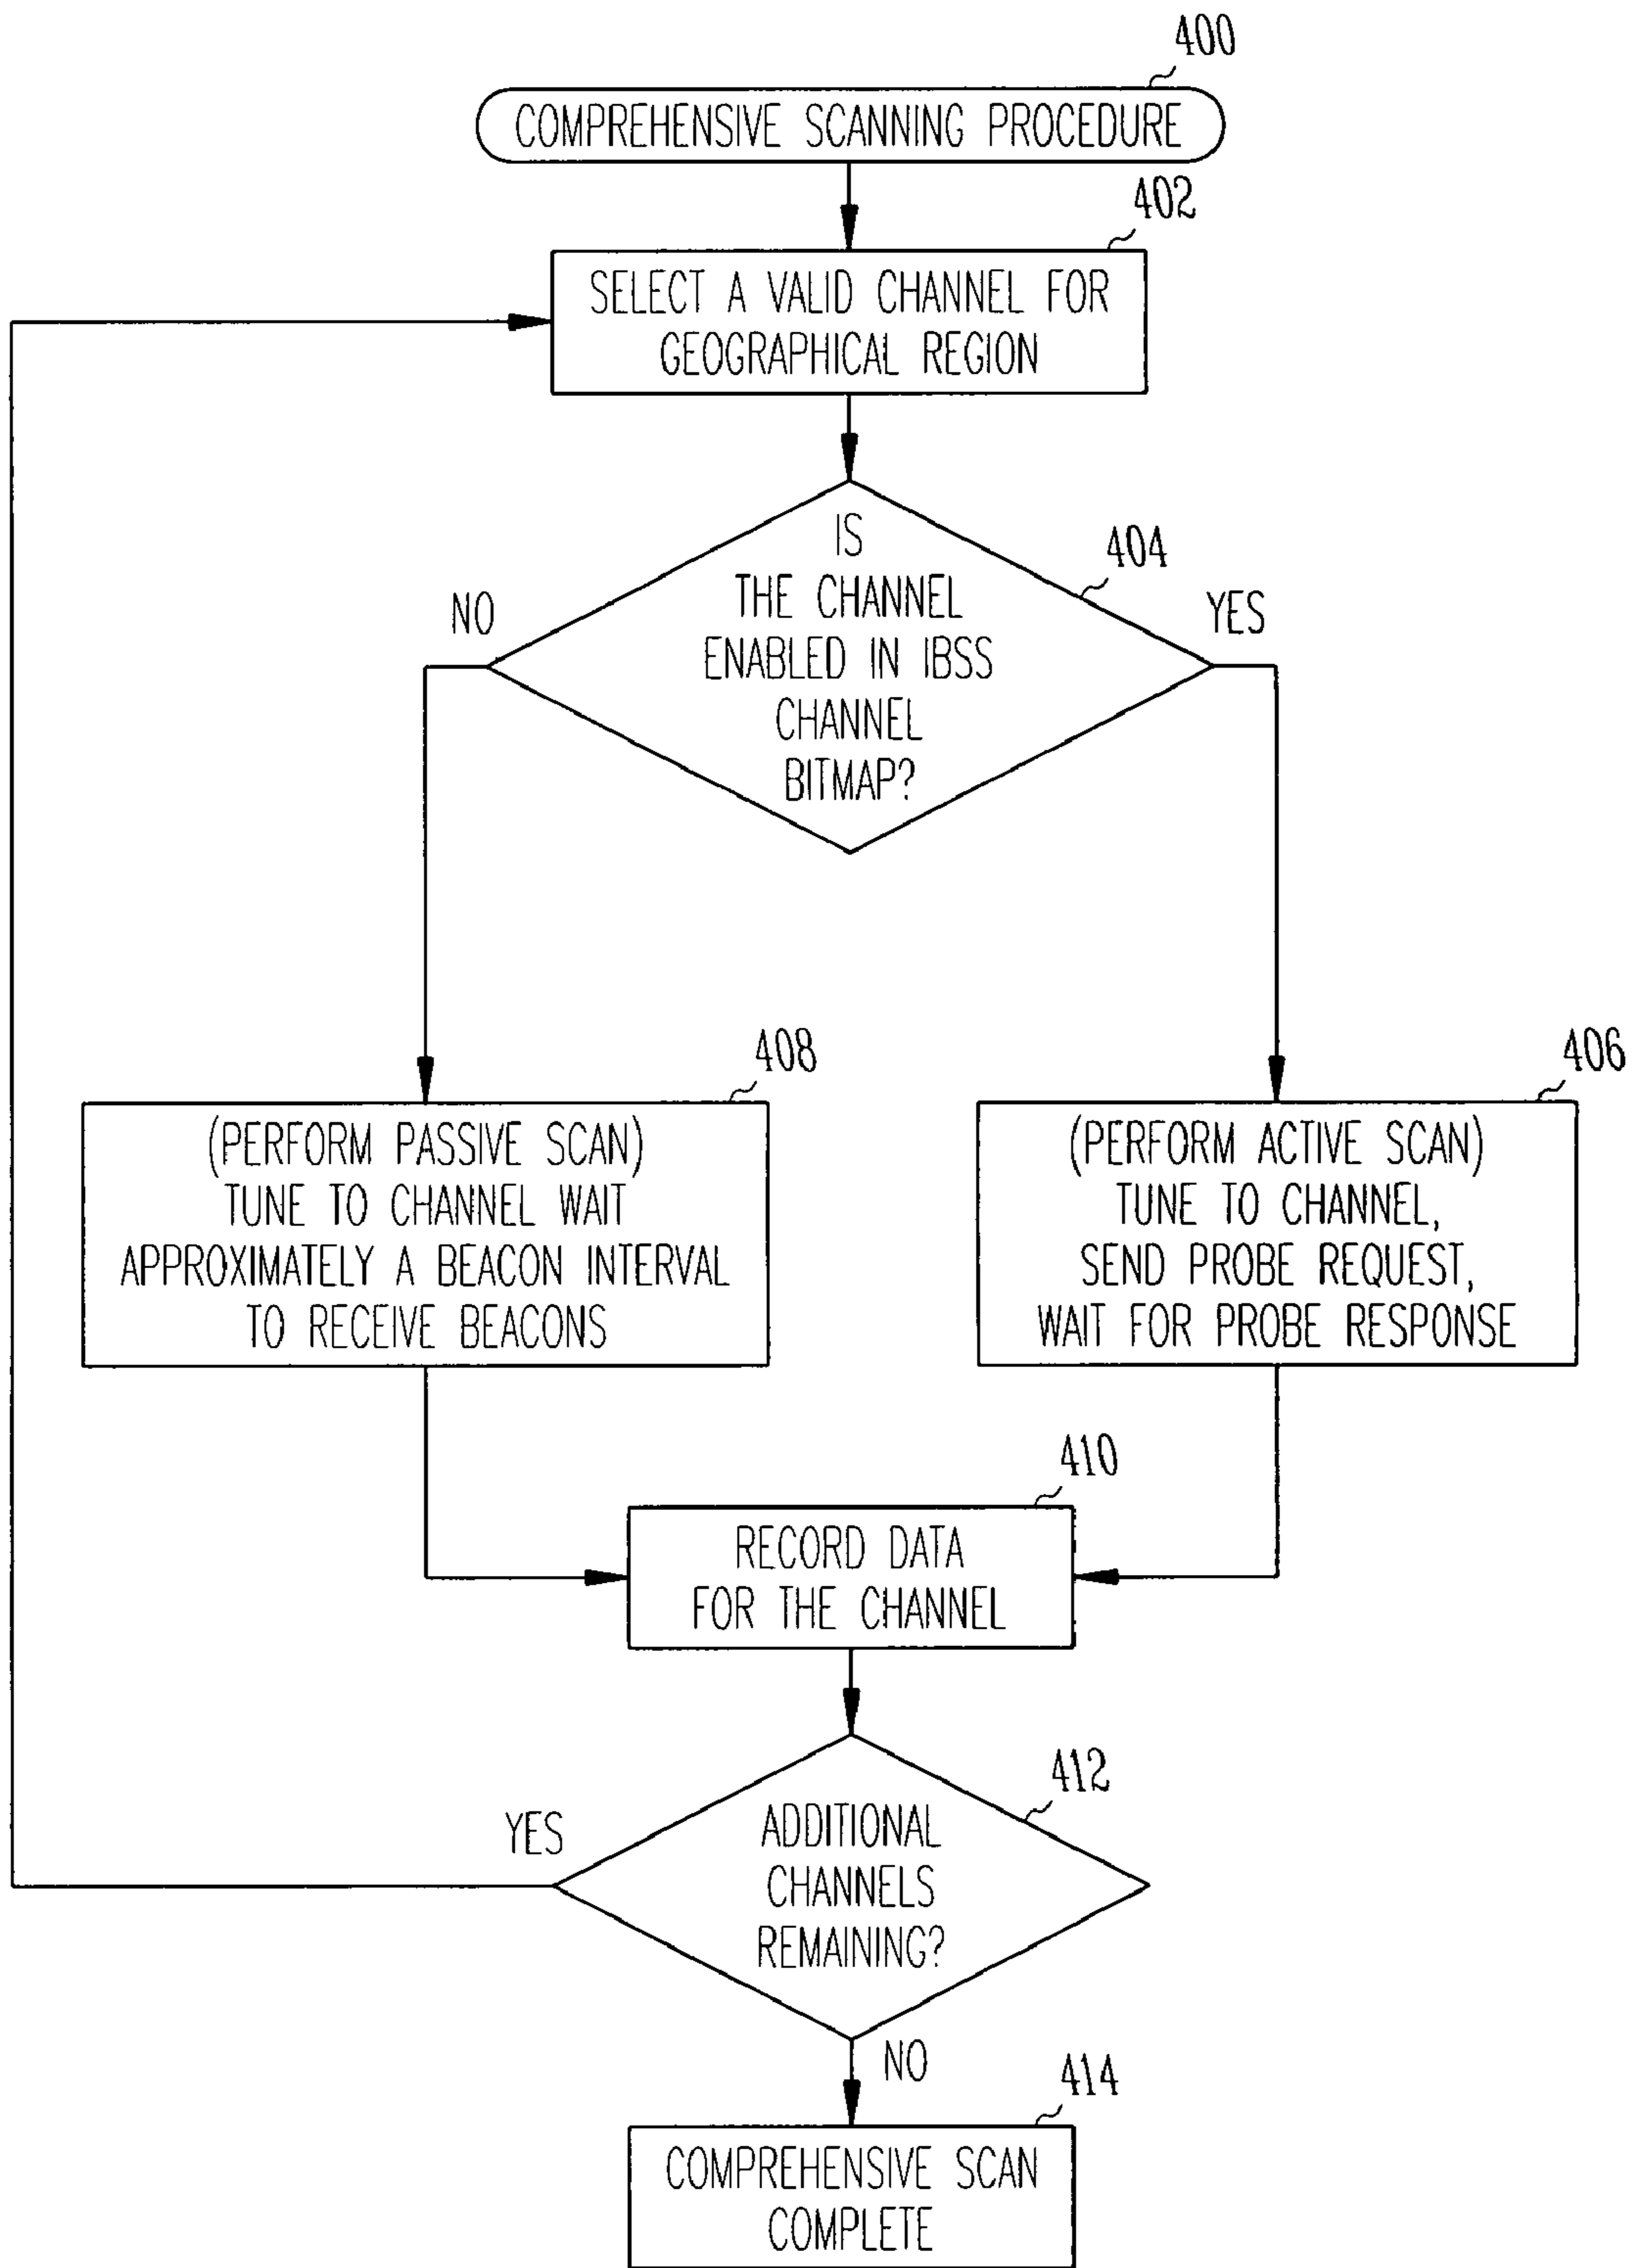 400
COMPREHENSIVE SCANNING PROCEDURE
402
SELECT A VALID CHANNEL FOR
GEOGRAPHICAL REGION
IS
THE CHANNEL
ENABLED IN IBSS
CHANNEL
BITMAP?
404
NO
YES
408
(PERFORM PASSIVE SCAN)
TUNE TO CHANNEL WAIT
APPROXIMATELY A BEACON INTERVAL
TO RECEIVE BEACONS
406
(PERFORM ACTIVE SCAN)
TUNE TO CHANNEL,
SEND PROBE REQUEST,
WAIT FOR PROBE RESPONSE
410
RECORD DATA
FOR THE CHANNEL
412
YES
ADDITIONAL
CHANNELS
REMAINING?
NO
414
COMPREHENSIVE SCAN
COMPLETE